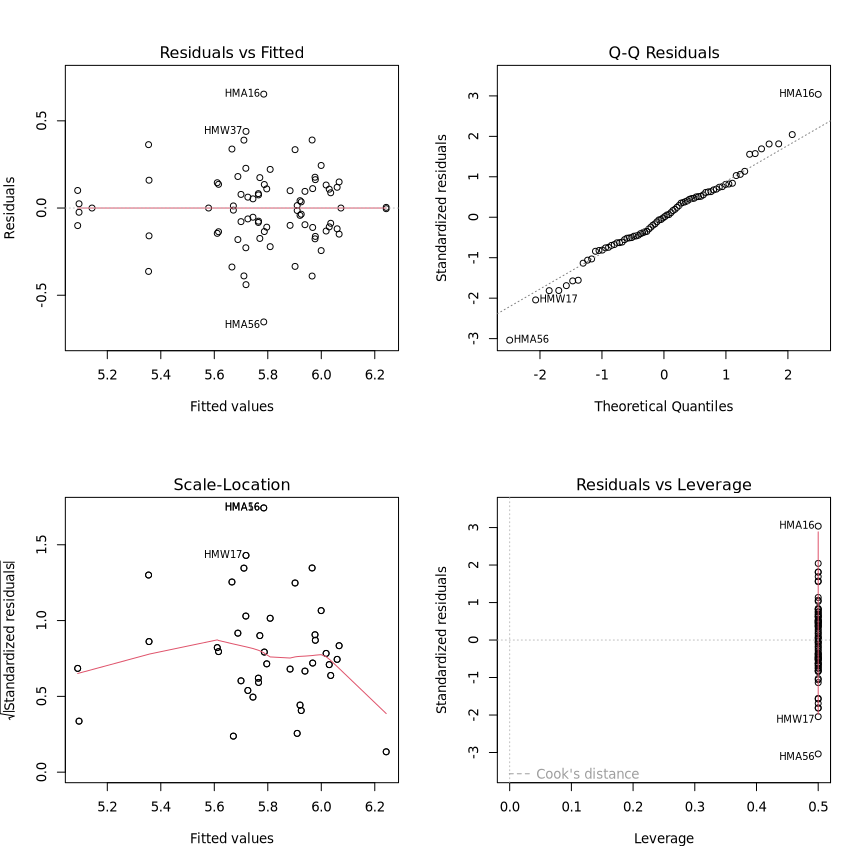 Residuals vs Fitted
Residuals
0.5
0.0
-0.5
HMA16
HMW37
HMA56
5.2 5.4 5.6 5.8 6.0 6.2
Fitted values
Q-Q Residuals
Standardized residuals
3
2
1
0
-1
-2
-3
HMA16
HMW17
HMA56
-2 -1 0 1 2
Theoretical Quantiles
Scale-Location
√|Standardized residuals|
1.5
1.0
0.5
0.0
HMW17
5.2 5.4 5.6 5.8 6.0 6.2
Fitted values
Residuals vs Leverage
Standardized residuals
3
2
1
0
-1
-2
-3
HMA16
HMW17
HMA56
Cook's distance
0.0 0.1 0.2 0.3 0.4 0.5
Leverage